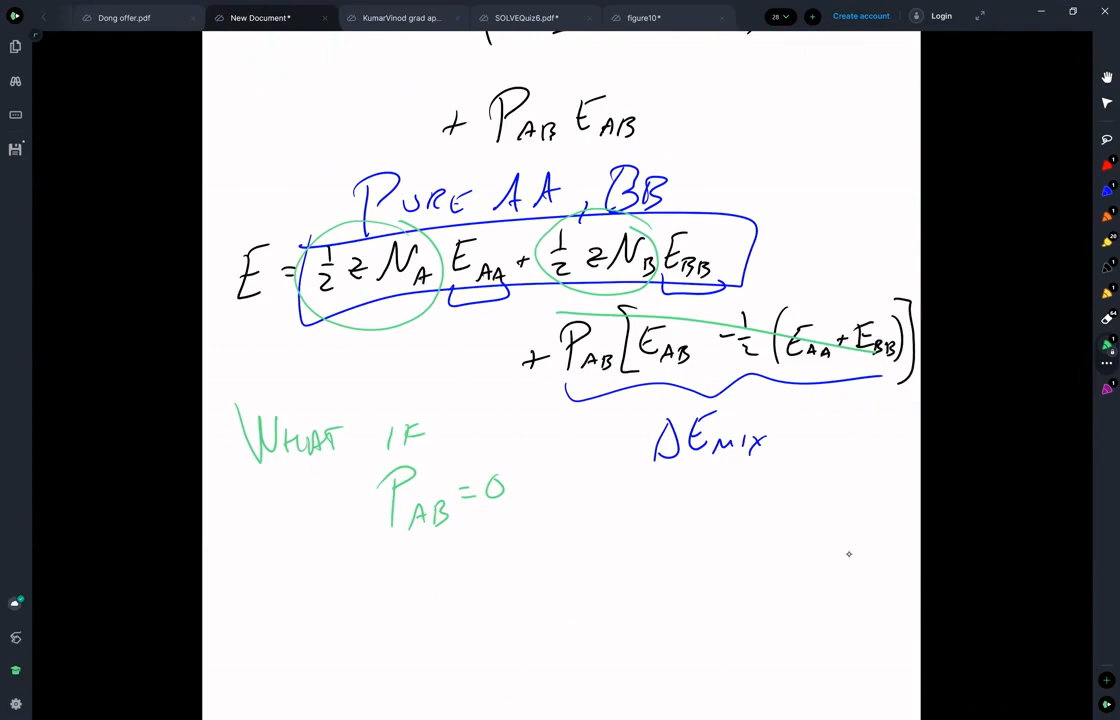 Dong offer.pdf
New Document*
KumarVinod grad ap...
SOLVEQuiz6.pdf*
figure10*
28
Create account
Login
+ P_AB E_AB
PURE AA, BB
E = 1/2 z N_A E_AA + 1/2 z N_B E_BB
+ P_AB [E_AB - 1/2 (E_AA + E_BB)]
ΔE_MIX
WHAT IF
P_AB = 0